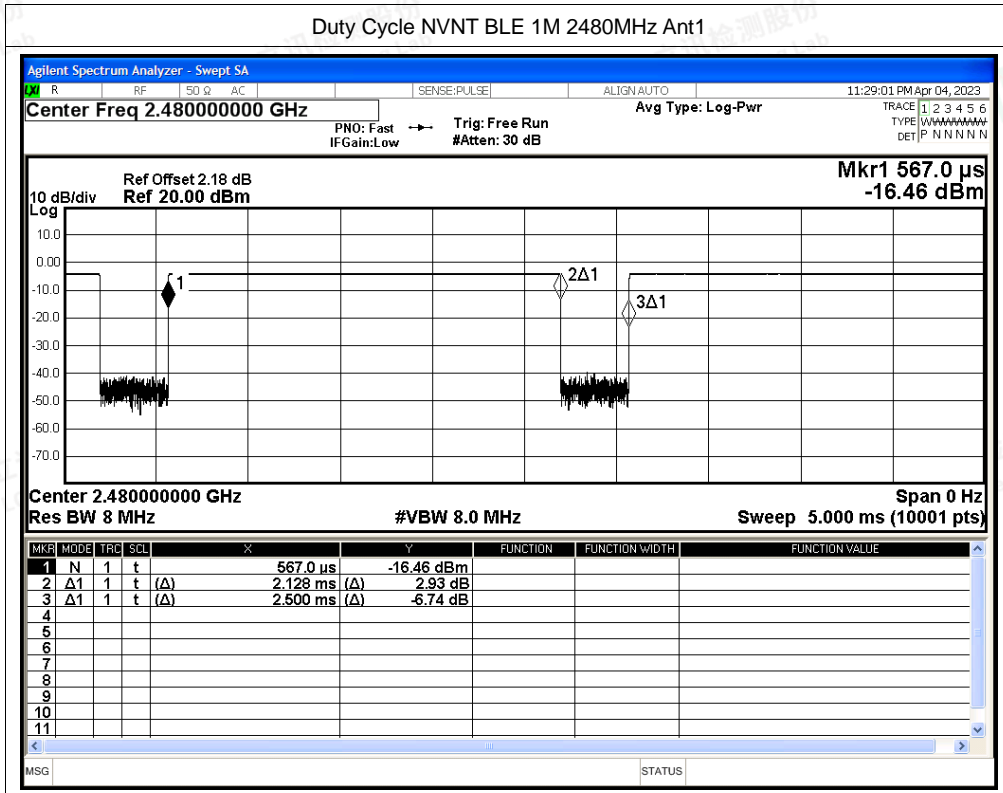 Duty Cycle NVNT BLE 1M 2480MHz Ant1
Agilent Spectrum Analyzer - Swept SA
LXI R RF 50 Ω AC SENSE:PULSE ALIGN AUTO 11:29:01 PM Apr 04, 2023
Center Freq 2.480000000 GHz Avg Type: Log-Pwr TRACE 1 2 3 4 5 6
PNO: Fast Trig: Free Run TYPE WWWWWW
IFGain:Low #Atten: 30 dB DET P N N N N N
Mkr1 567.0 µs
-16.46 dBm
Ref Offset 2.18 dB
10 dB/div Ref 20.00 dBm
Log
10.0
0.00
-10.0
-20.0
-30.0
-40.0
-50.0
-60.0
-70.0
1
2Δ1
3Δ1
Center 2.480000000 GHz Span 0 Hz
Res BW 8 MHz #VBW 8.0 MHz Sweep 5.000 ms (10001 pts)
MKR MODE TRC SCL X Y FUNCTION FUNCTION WIDTH FUNCTION VALUE
1 N 1 t 567.0 µs -16.46 dBm
2 Δ1 1 t (Δ) 2.128 ms (Δ) 2.93 dB
3 Δ1 1 t (Δ) 2.500 ms (Δ) -6.74 dB
4
5
6
7
8
9
10
11
MSG STATUS